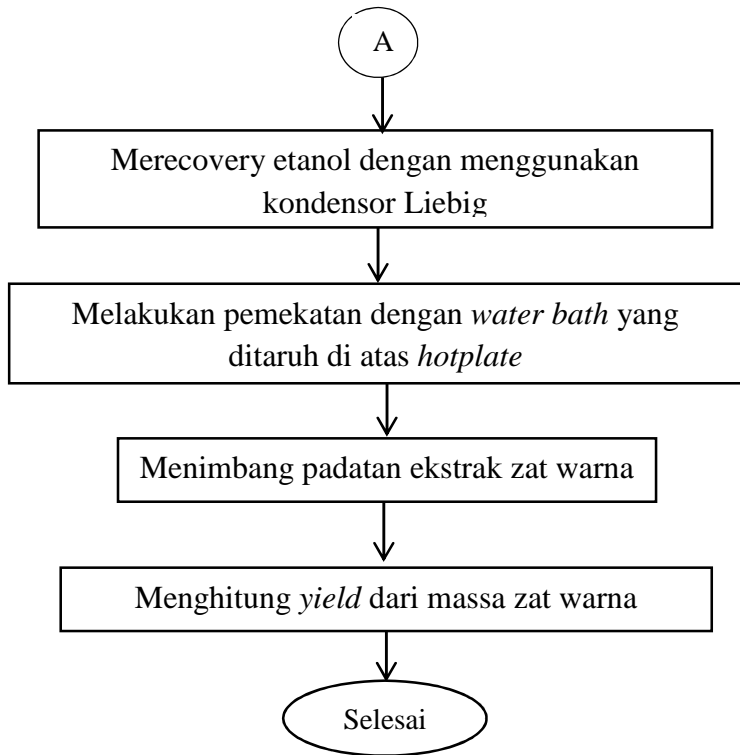 A
Merecovery etanol dengan menggunakan
kondensor Liebig
Melakukan pemekatan dengan water bath yang
ditaruh di atas hotplate
Menimbang padatan ekstrak zat warna
Menghitung yield dari massa zat warna
Selesai